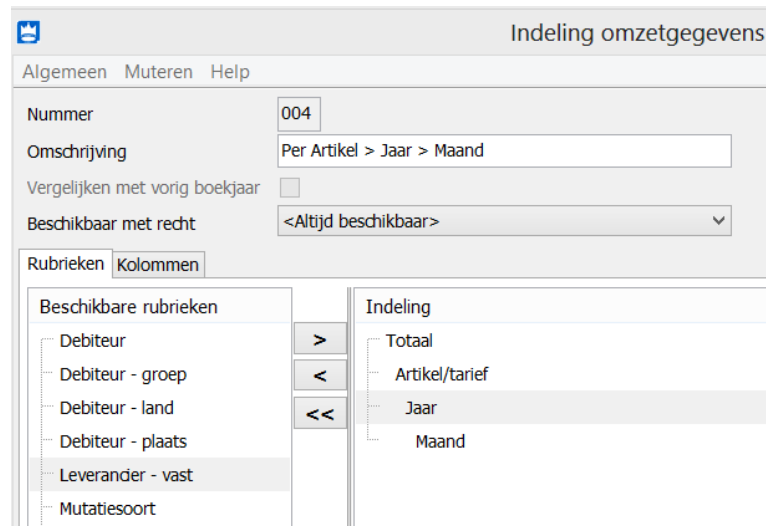 Indeling omzetgegevens
Algemeen Muteren Help
Nummer 004
Omschrijving Per Artikel > Jaar > Maand
Vergelijken met vorig boekjaar
Beschikbaar met recht <Altijd beschikbaar>
Rubrieken Kolommen
Beschikbare rubrieken
Debiteur
Debiteur - groep
Debiteur - land
Debiteur - plaats
Leverancier - vast
Mutatiesoort
>
<
<<
Indeling
Totaal
Artikel/tarief
Jaar
Maand